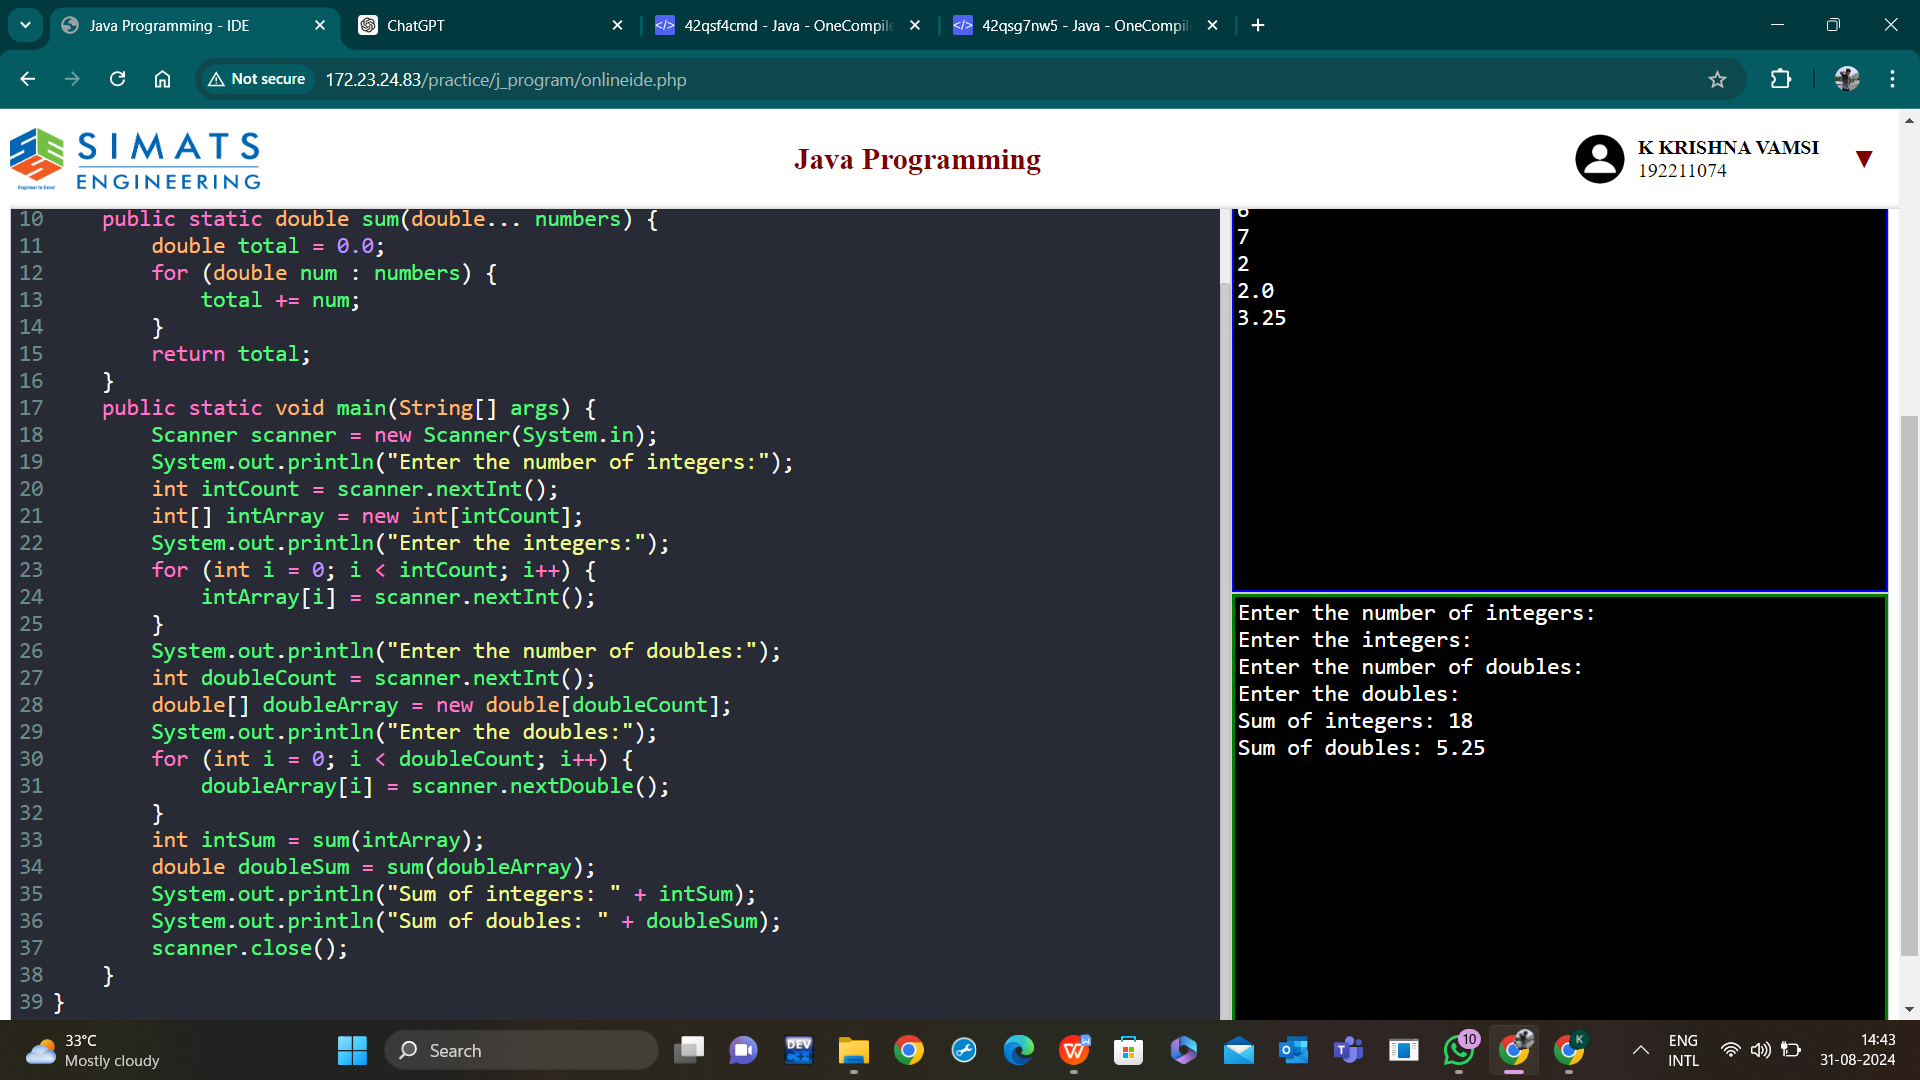 Java Programming - IDE
ChatGPT
42qsf4cmd - Java - OneCompile
42qsg7nw5 - Java - OneCompil
Not secure
172.23.24.83/practice/j_program/onlineide.php
SIMATS
ENGINEERING
Engineer to Excel
Java Programming
K KRISHNA VAMSI
192211074
10 public static double sum(double... numbers) {
11 double total = 0.0;
12 for (double num : numbers) {
13 total += num;
14 }
15 return total;
16 }
17 public static void main(String[] args) {
18 Scanner scanner = new Scanner(System.in);
19 System.out.println("Enter the number of integers:");
20 int intCount = scanner.nextInt();
21 int[] intArray = new int[intCount];
22 System.out.println("Enter the integers:");
23 for (int i = 0; i < intCount; i++) {
24 intArray[i] = scanner.nextInt();
25 }
26 System.out.println("Enter the number of doubles:");
27 int doubleCount = scanner.nextInt();
28 double[] doubleArray = new double[doubleCount];
29 System.out.println("Enter the doubles:");
30 for (int i = 0; i < doubleCount; i++) {
31 doubleArray[i] = scanner.nextDouble();
32 }
33 int intSum = sum(intArray);
34 double doubleSum = sum(doubleArray);
35 System.out.println("Sum of integers: " + intSum);
36 System.out.println("Sum of doubles: " + doubleSum);
37 scanner.close();
38 }
39 }
6
7
2
2.0
3.25
Enter the number of integers:
Enter the integers:
Enter the number of doubles:
Enter the doubles:
Sum of integers: 18
Sum of doubles: 5.25
33°C
Mostly cloudy
Search
DEV
C++
10
K
ENG
INTL
14:43
31-08-2024